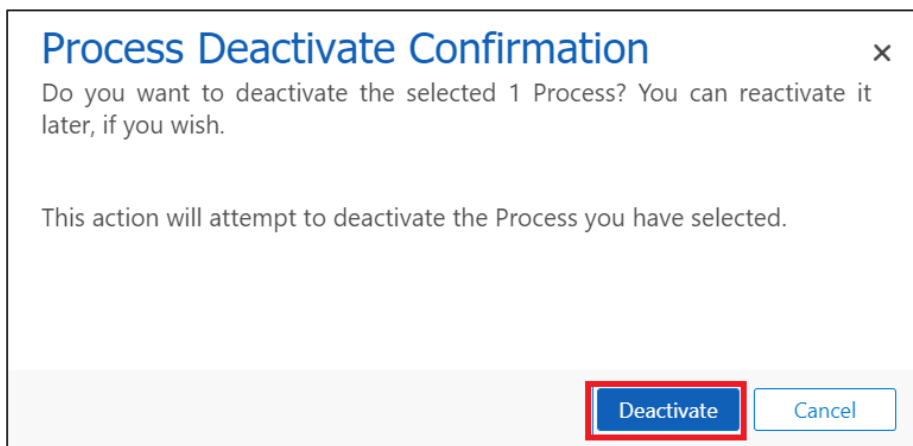 Process Deactivate Confirmation
Do you want to deactivate the selected 1 Process? You can reactivate it
later, if you wish.
This action will attempt to deactivate the Process you have selected.
Deactivate
Cancel